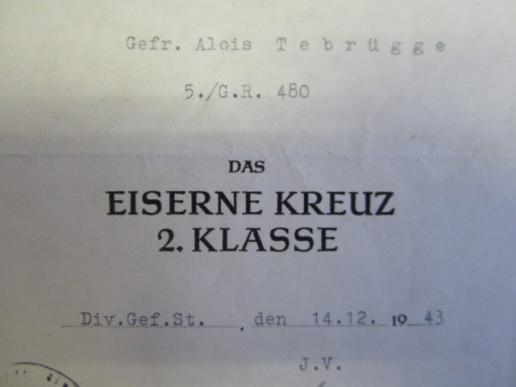 Gefr. Alois Tebrügge
5./G.R. 480
DAS
EISERNE KREUZ
2. KLASSE
Div.Gef.St. , den 14.12. 19 43
J.V.